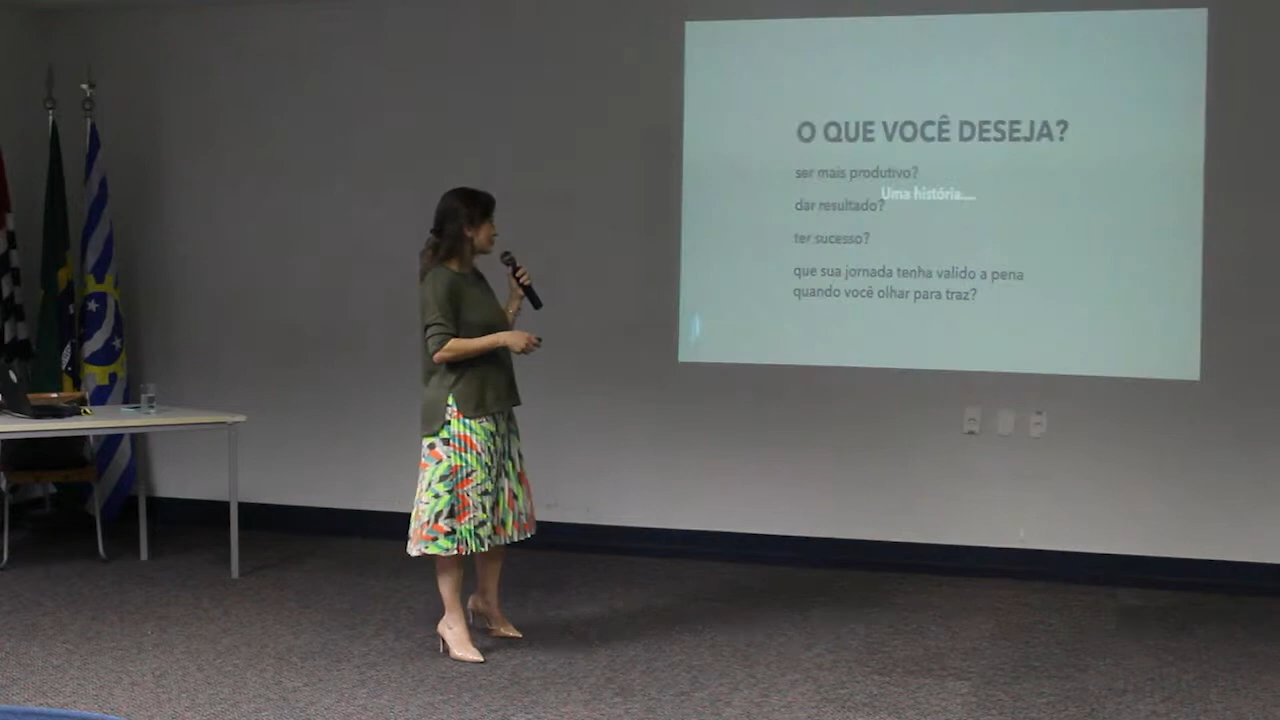 O QUE VOCÊ DESEJA?
ser mais produtivo?
Uma história....
dar resultado?
ter sucesso?
que sua jornada tenha valido a pena
quando você olhar para traz?